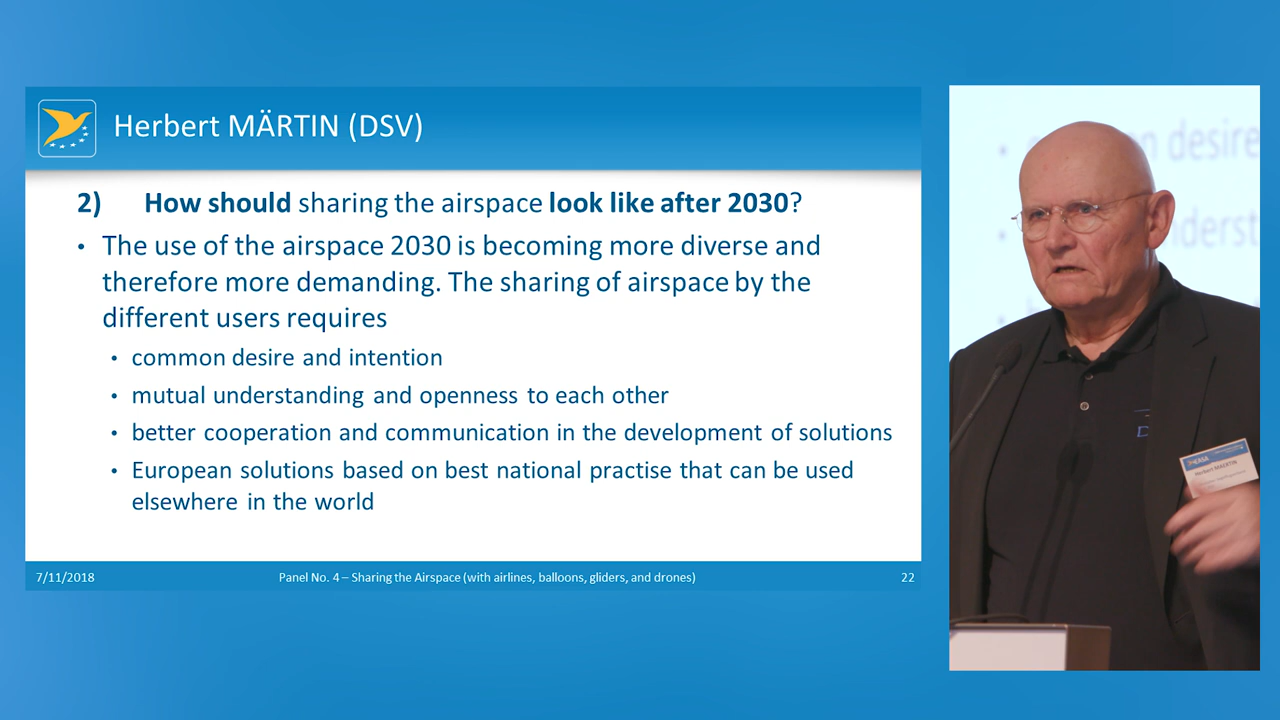 Herbert MÄRTIN (DSV)
2) How should sharing the airspace look like after 2030?
• The use of the airspace 2030 is becoming more diverse and
therefore more demanding. The sharing of airspace by the
different users requires
• common desire and intention
• mutual understanding and openness to each other
• better cooperation and communication in the development of solutions
• European solutions based on best national practise that can be used
elsewhere in the world
7/11/2018 Panel No. 4 – Sharing the Airspace (with airlines, balloons, gliders, and drones) 22
desire
EASA
Herbert MAERTIN